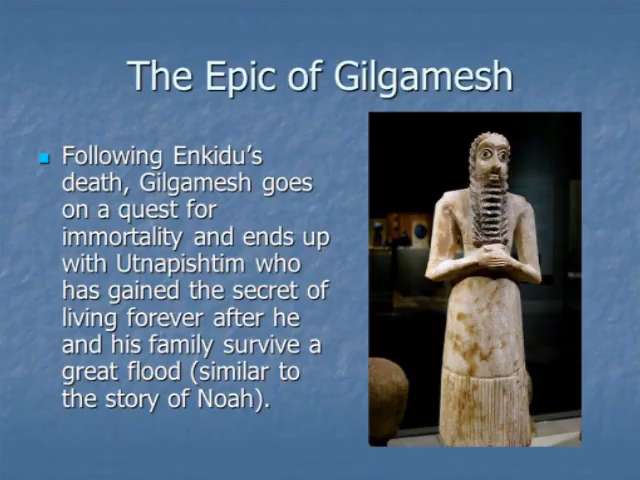 The Epic of Gilgamesh
Following Enkidu's
death, Gilgamesh goes
on a quest for
immortality and ends up
with Utnapishtim who
has gained the secret of
living forever after he
and his family survive a
great flood (similar to
the story of Noah).